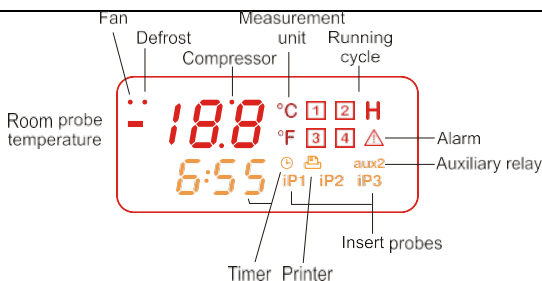 Fan
Defrost
Compressor
Measurement
unit
Running
cycle
Room probe
temperature
-18.8 °C 1 2 H
°F 3 4
Alarm
6:55 aux2
Auxiliary relay
iP1 iP2 iP3
Insert probes
Timer Printer